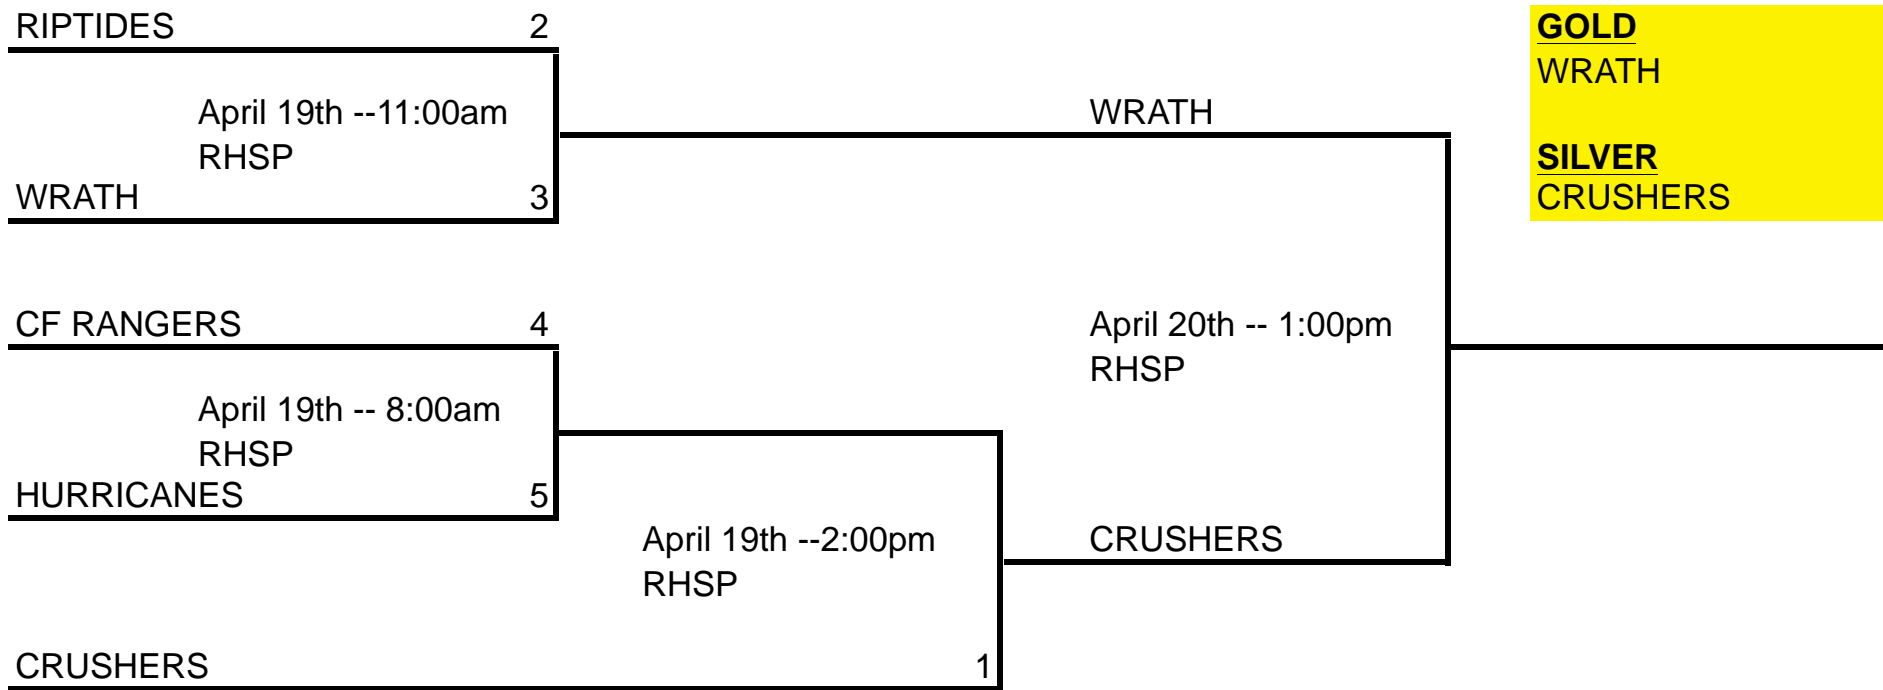 RIPTIDES 2
GOLD
WRATH
April 19th --11:00am
WRATH
RHSP
SILVER
WRATH 3
CRUSHERS
CF RANGERS 4
April 20th -- 1:00pm
RHSP
April 19th -- 8:00am
RHSP
HURRICANES 5
April 19th --2:00pm
CRUSHERS
RHSP
CRUSHERS 1